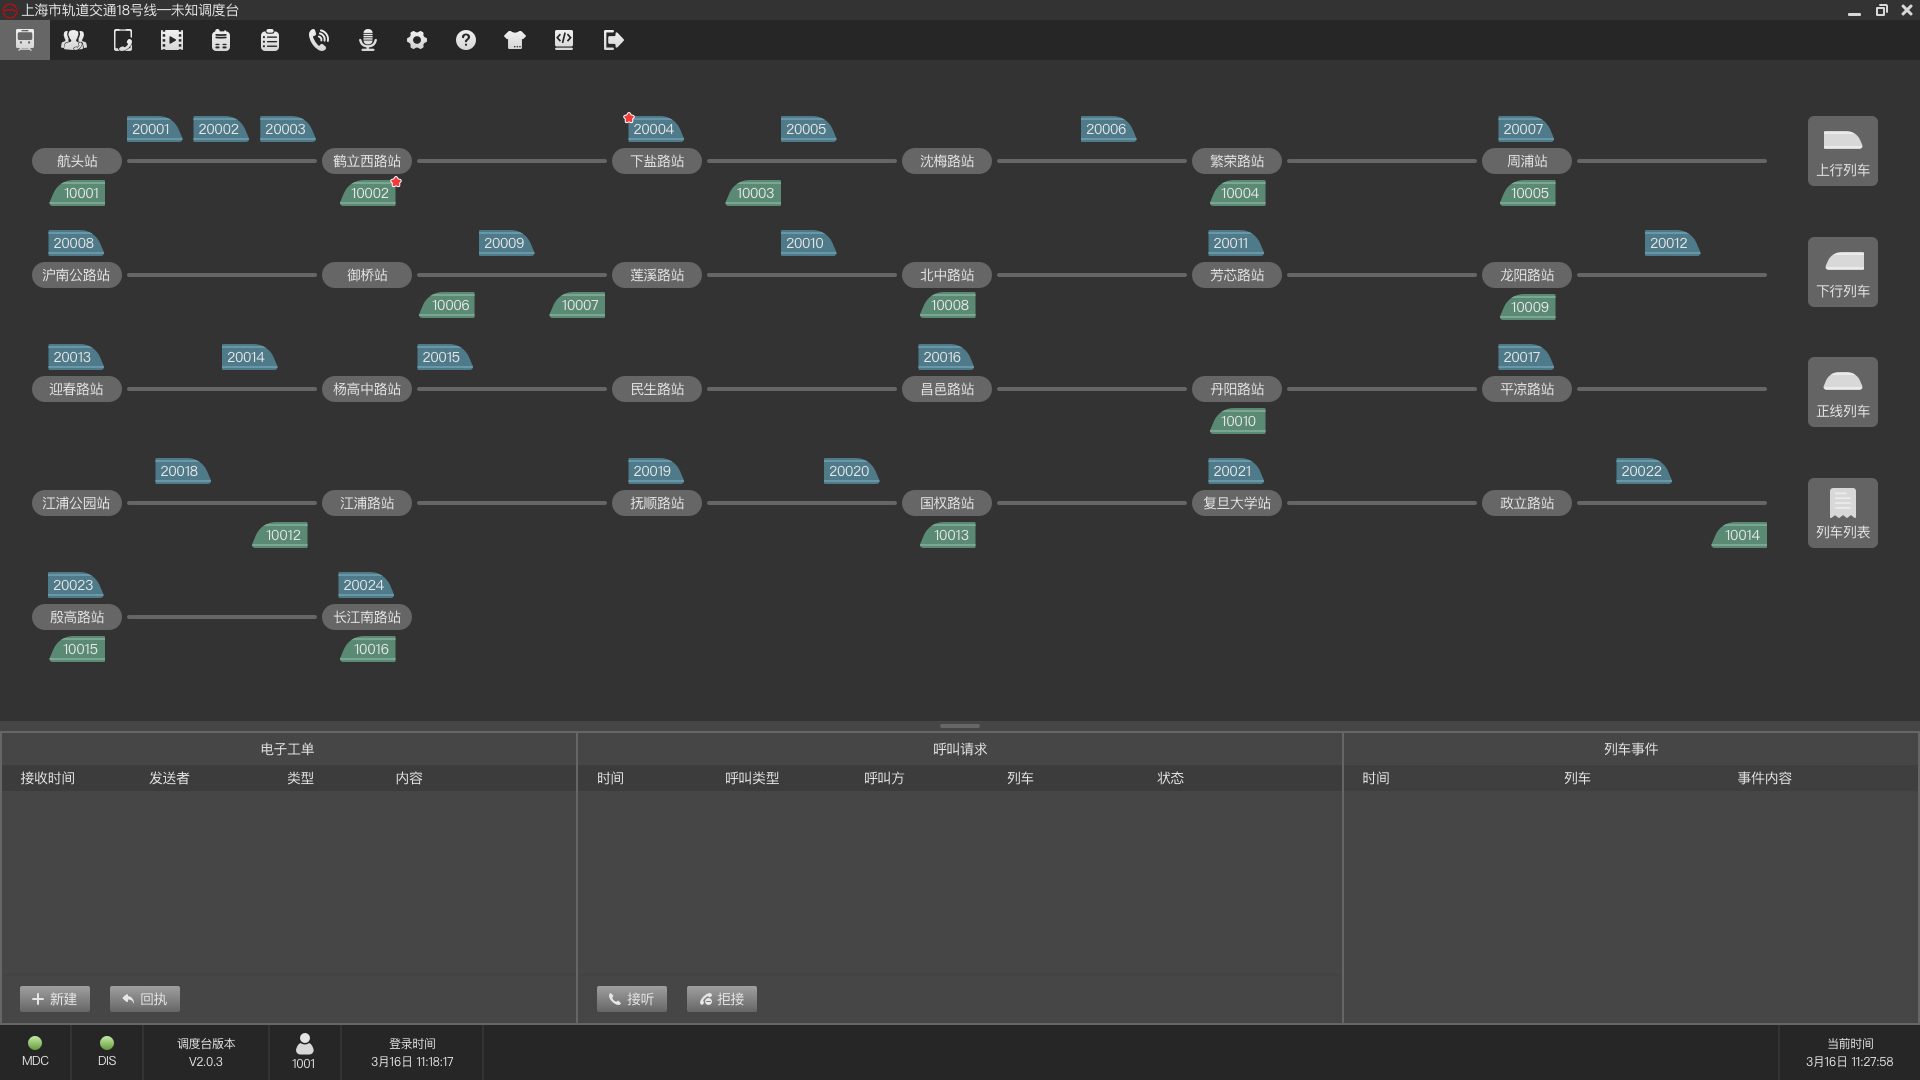 上海市轨道交通18号线—未知调度台
20001 20002 20003 20004 20005 20006 20007
航头站 鹤立西路站 下盐路站 沈梅路站 繁荣路站 周浦站
上行列车
10001 10002 10003 10004 10005
20008 20009 20010 20011 20012
沪南公路站 御桥站 莲溪路站 北中路站 芳芯路站 龙阳路站
下行列车
10006 10007 10008 10009
20013 20014 20015 20016 20017
迎春路站 杨高中路站 民生路站 昌邑路站 丹阳路站 平凉路站
正线列车
10010
20018 20019 20020 20021 20022
江浦公园站 江浦路站 抚顺路站 国权路站 复旦大学站 政立路站
列车列表
10012 10013 10014
20023 20024
殷高路站 长江南路站
10015 10016
电子工单 呼叫请求 列车事件
接收时间 发送者 类型 内容 时间 呼叫类型 呼叫方 列车 状态 时间 列车 事件内容
新建 回执 接听 拒接
MDC DIS
调度台版本
V2.0.3
1001
登录时间
3月16日 11:18:17
当前时间
3月16日 11:27:58